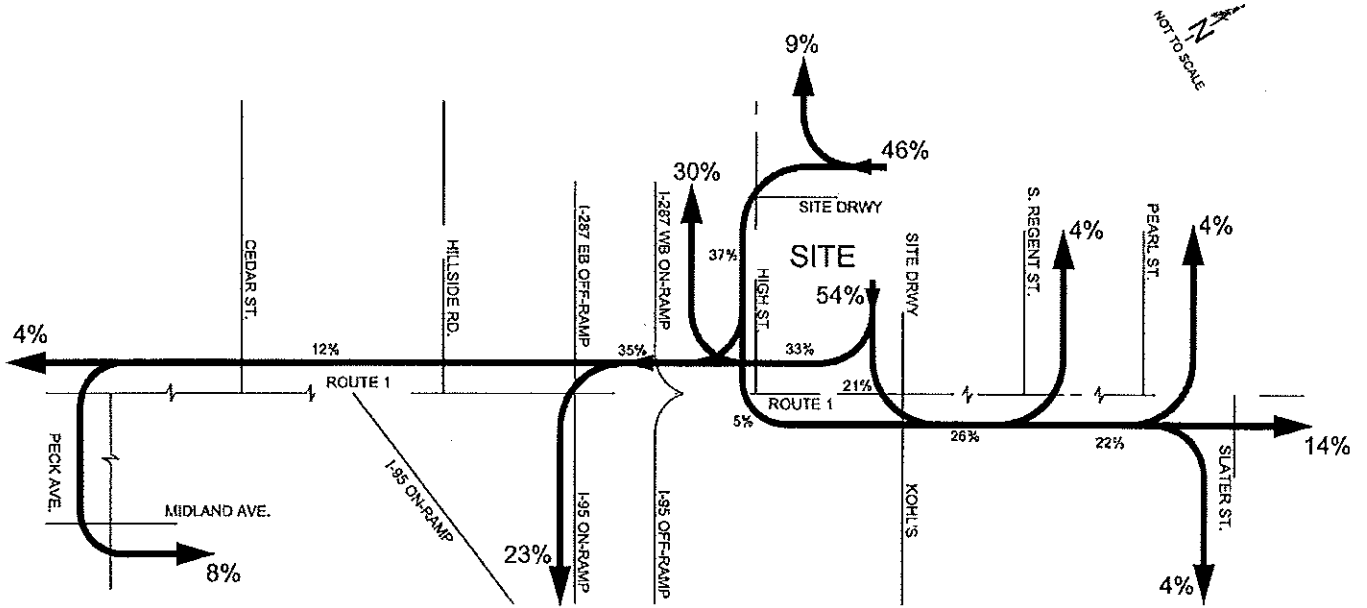 NOT TO SCALE
N
9%
46%
30%
SITE DRWY
37%
SITE
54%
CEDAR ST.
HILLSIDE RD.
I-287 EB OFF-RAMP
I-287 WB ON-RAMP
HIGH ST.
SITE DRWY
S. REGENT ST.
4%
PEARL ST.
4%
4%
12%
35%
33%
ROUTE 1
21%
ROUTE 1
5%
26%
22%
14%
PECK AVE.
MIDLAND AVE.
8%
I-95 ON-RAMP
23%
I-95 ON-RAMP
I-95 OFF-RAMP
KOHL'S
SLATER ST.
4%